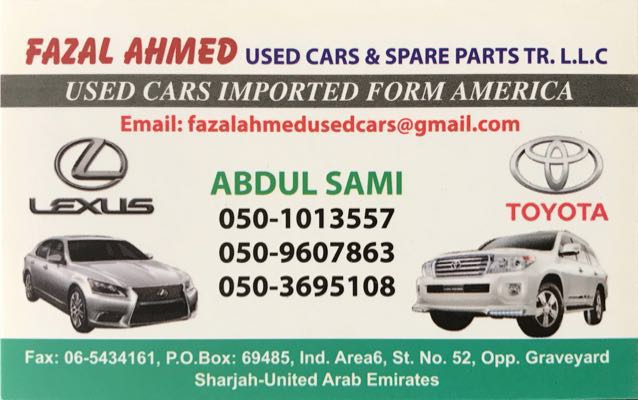 FAZAL AHMED USED CARS & SPARE PARTS TR. L.L.C
USED CARS IMPORTED FORM AMERICA
Email: fazalahmedusedcars@gmail.com
LEXUS
TOYOTA
ABDUL SAMI
050-1013557
050-9607863
050-3695108
Fax: 06-5434161, P.O.Box: 69485, Ind. Area6, St. No. 52, Opp. Graveyard
Sharjah-United Arab Emirates